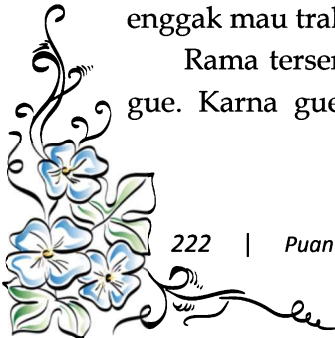 enggak mau tral
Rama terser
gue. Karna gue
222 | Puan